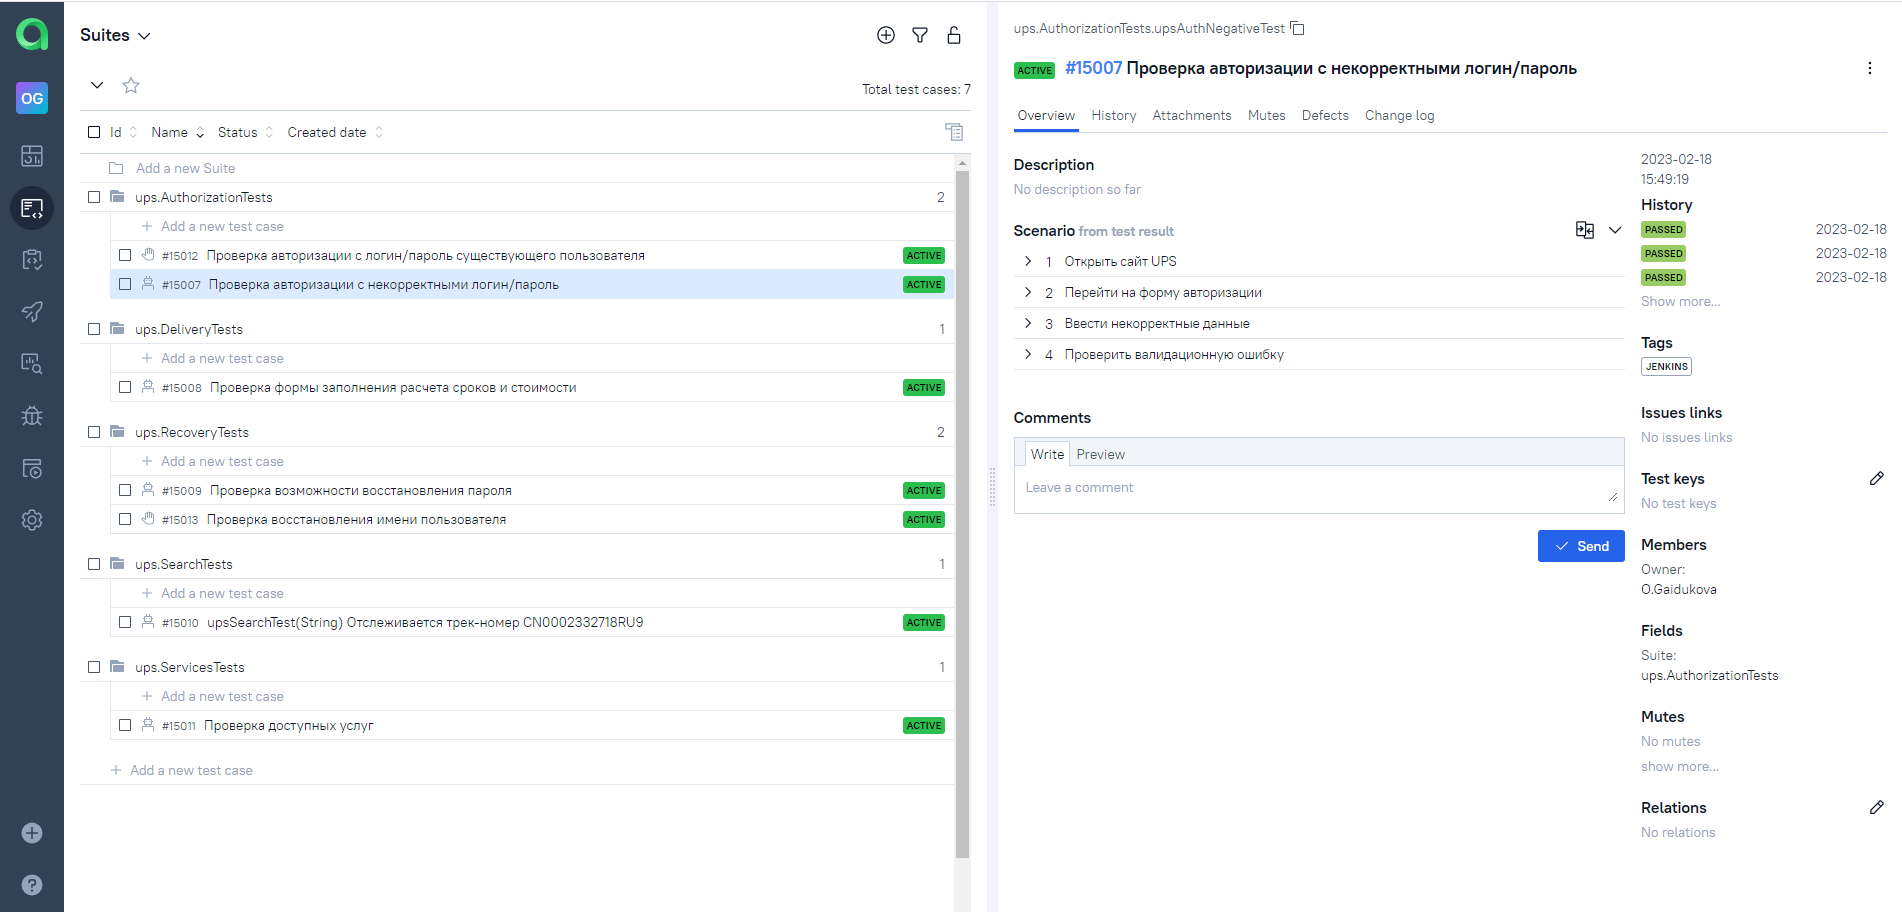 OG
Suites
Total test cases: 7
Id Name Status Created date
Add a new Suite
ups.AuthorizationTests 2
Add a new test case
#15012 Проверка авторизации с логин/пароль существующего пользователя ACTIVE
#15007 Проверка авторизации с некорректными логин/пароль ACTIVE
ups.DeliveryTests 1
Add a new test case
#15008 Проверка формы заполнения расчета сроков и стоимости ACTIVE
ups.RecoveryTests 2
Add a new test case
#15009 Проверка возможности восстановления пароля ACTIVE
#15013 Проверка восстановления имени пользователя ACTIVE
ups.SearchTests 1
Add a new test case
#15010 upsSearchTest(String) Отслеживается трек-номер CN0002332718RU9 ACTIVE
ups.ServicesTests 1
Add a new test case
#15011 Проверка доступных услуг ACTIVE
Add a new test case
ups.AuthorizationTests.upsAuthNegativeTest
ACTIVE #15007 Проверка авторизации с некорректными логин/пароль
Overview History Attachments Mutes Defects Change log
Description
No description so far
Scenario from test result
1 Открыть сайт UPS
2 Перейти на форму авторизации
3 Ввести некорректные данные
4 Проверить валидационную ошибку
Comments
Write Preview
Leave a comment
Send
2023-02-18
15:49:19
History
PASSED 2023-02-18
PASSED 2023-02-18
PASSED 2023-02-18
Show more...
Tags
JENKINS
Issues links
No issues links
Test keys
No test keys
Members
Owner:
O.Gaidukova
Fields
Suite:
ups.AuthorizationTests
Mutes
No mutes
show more...
Relations
No relations